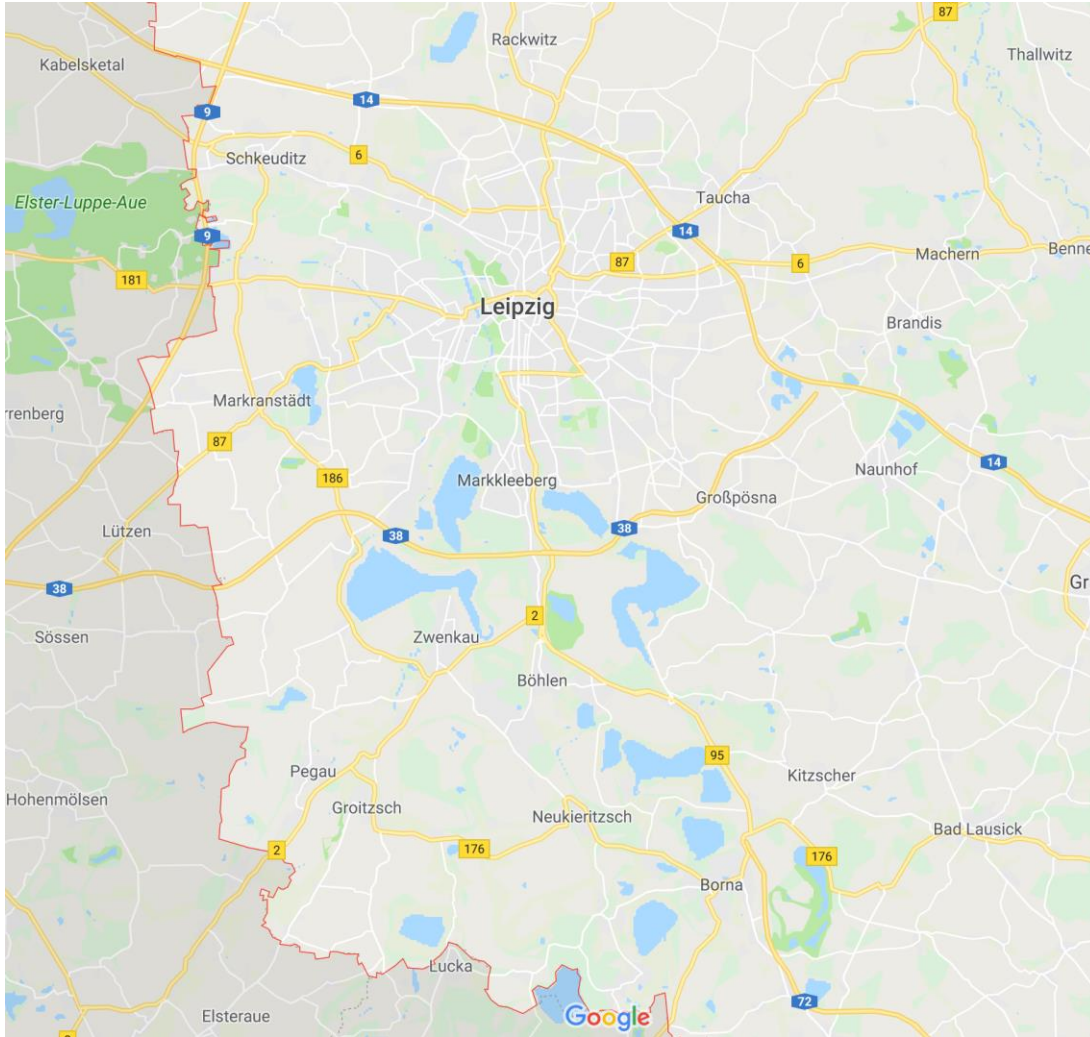 87
Rackwitz
Thallwitz
Kabelsketal
14
9
Schkeuditz
6
Taucha
Elster-Luppe-Aue
14
9
Machern
Benne
87
6
181
Leipzig
Brandis
Markranstädt
rrenberg
87
Naunhof
14
186
Markkleeberg
Großpösna
Lützen
38
38
38
Gr
2
Sössen
Zwenkau
Böhlen
95
Pegau
Kitzscher
Hohenmölsen
Groitzsch
Neukieritzsch
Bad Lausick
2
176
176
Borna
Lucka
72
Elsteraue
Google